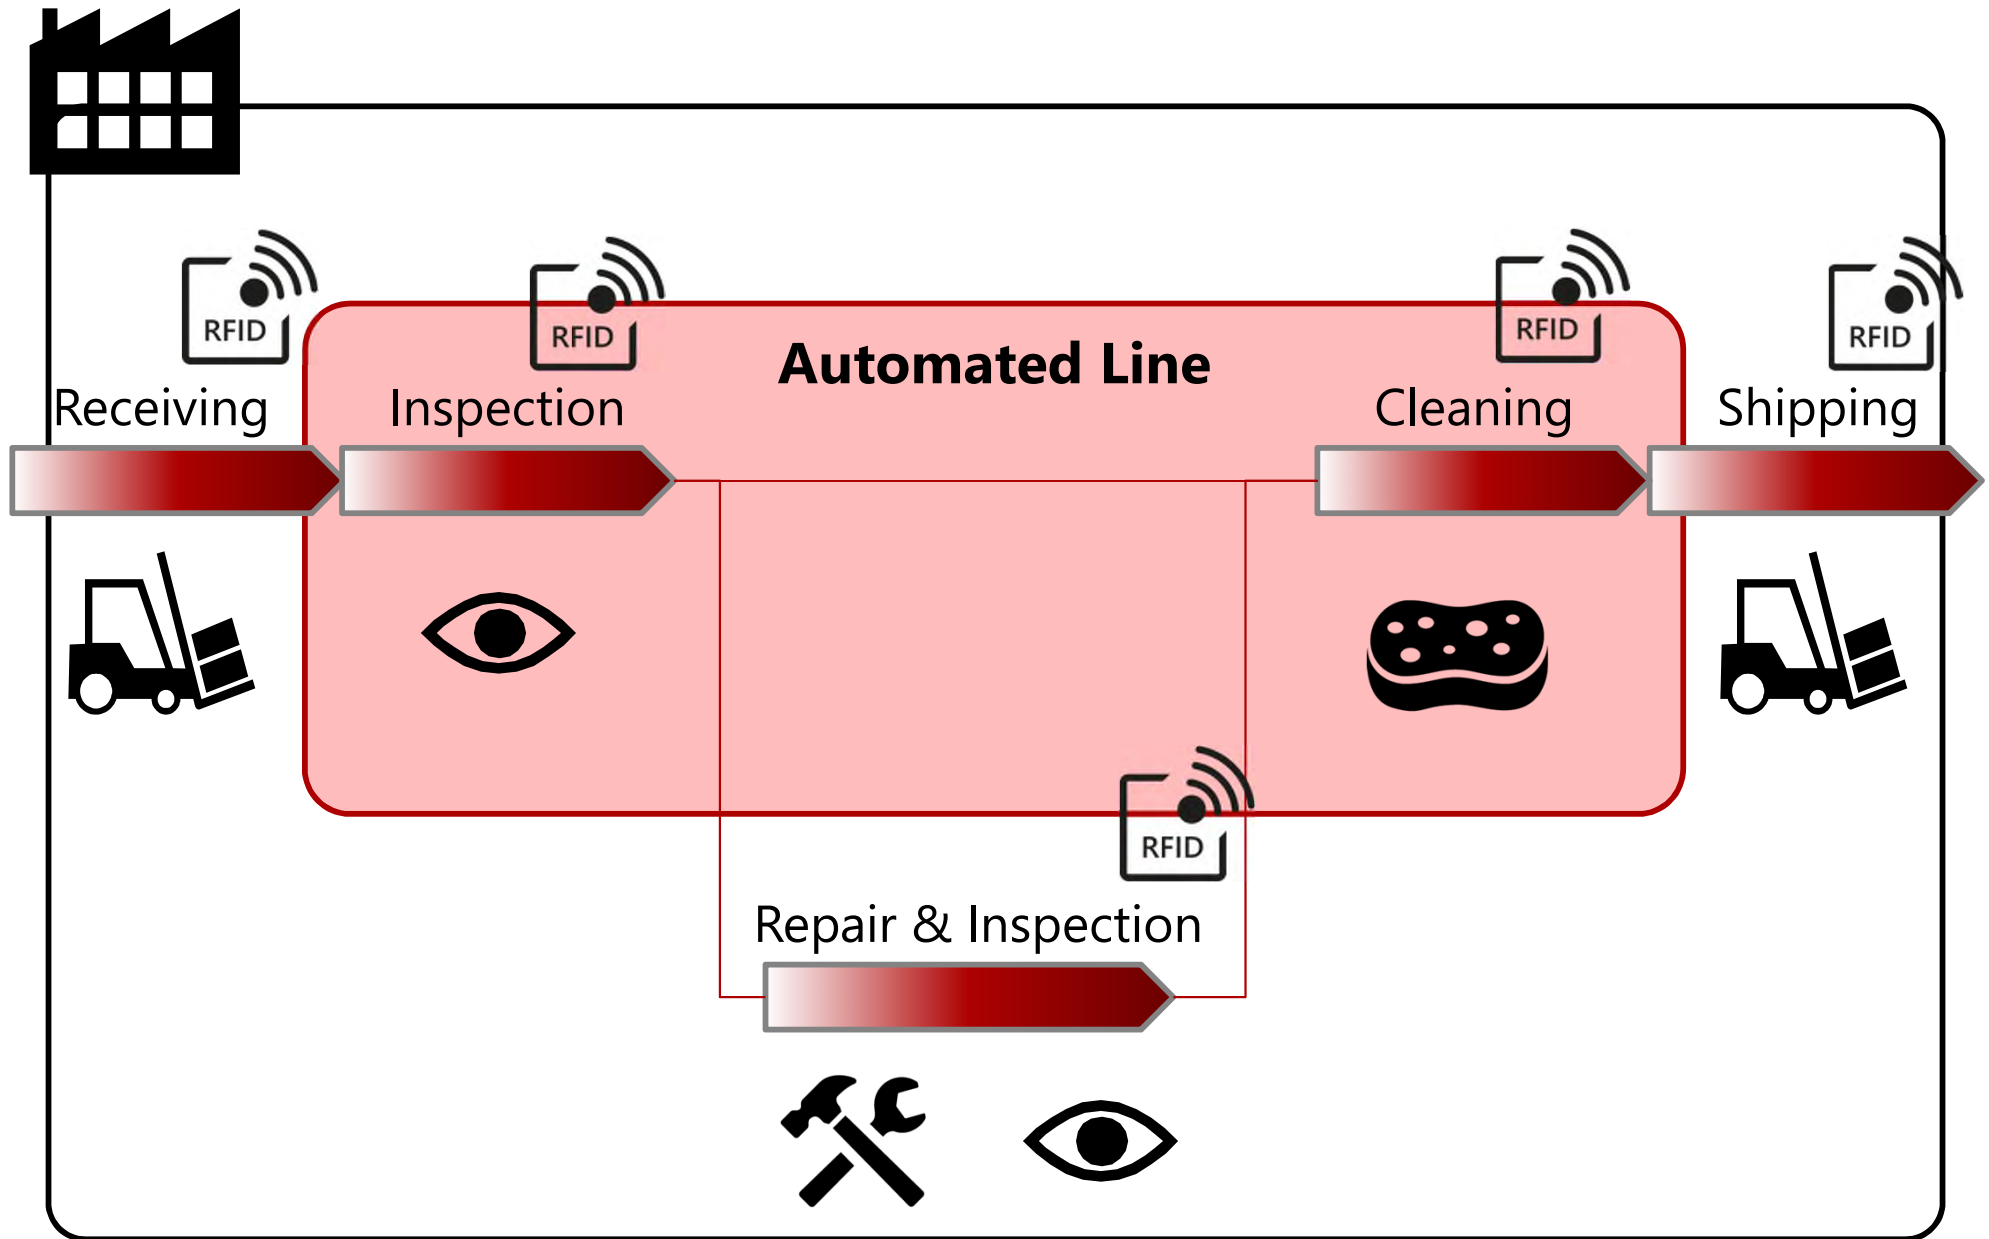 RFID
RFID
RFID
RFID
Automated Line
Receiving
Inspection
Cleaning
Shipping
RFID
Repair & Inspection